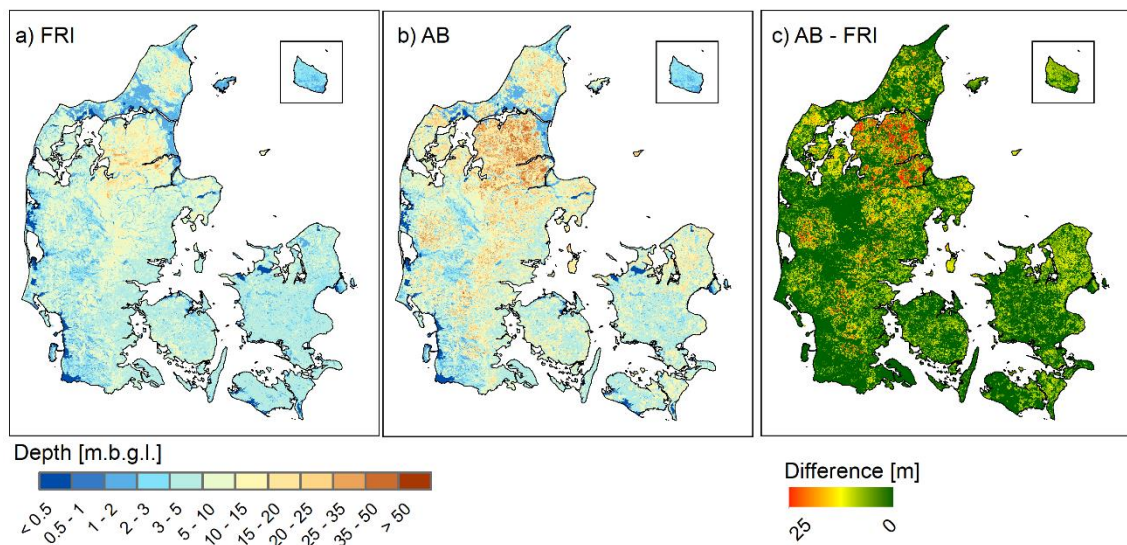 a) FRI
b) AB
c) AB - FRI
Depth [m.b.g.l.]
< 0.5
0.5 - 1
1 - 2
2 - 3
3 - 5
5 - 10
10 - 15
15 - 20
20 - 25
25 - 35
35 - 50
> 50
Difference [m]
25
0